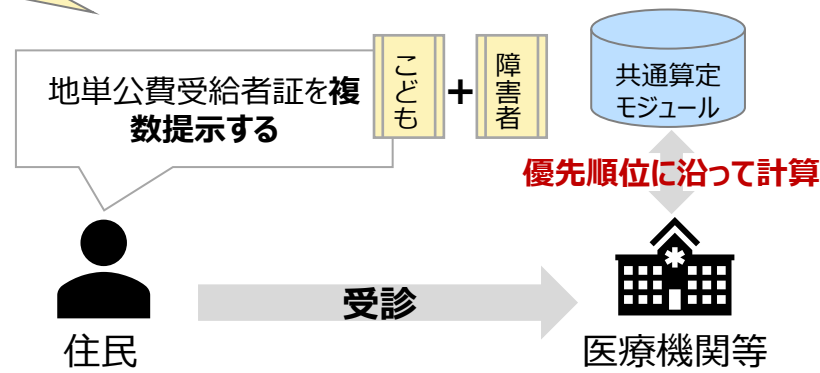 地単公費受給者証を複
数提示する
こども
+
障害者
共通算定
モジュール
優先順位に沿って計算
受診
住民
医療機関等